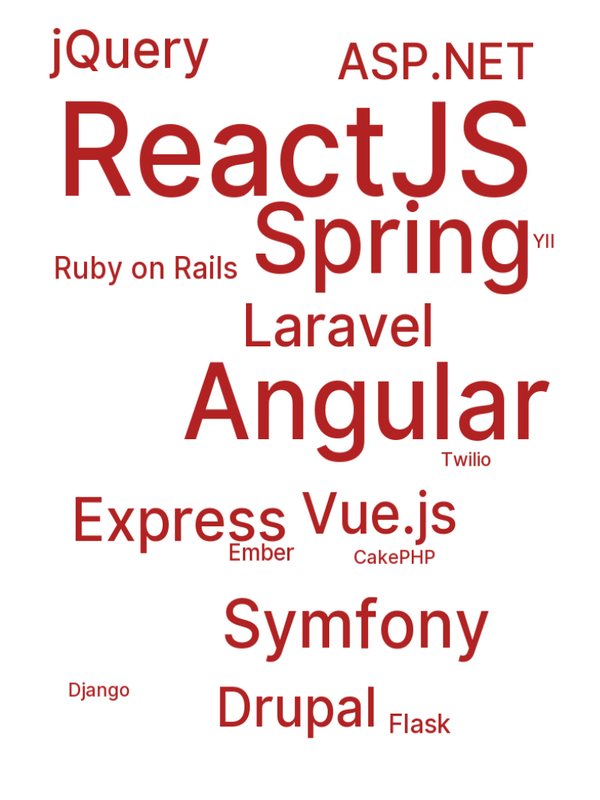 jQuery
ASP.NET
ReactJS
Spring
YII
Ruby on Rails
Laravel
Angular
Twilio
Express
Vue.js
Ember
CakePHP
Symfony
Django
Drupal
Flask